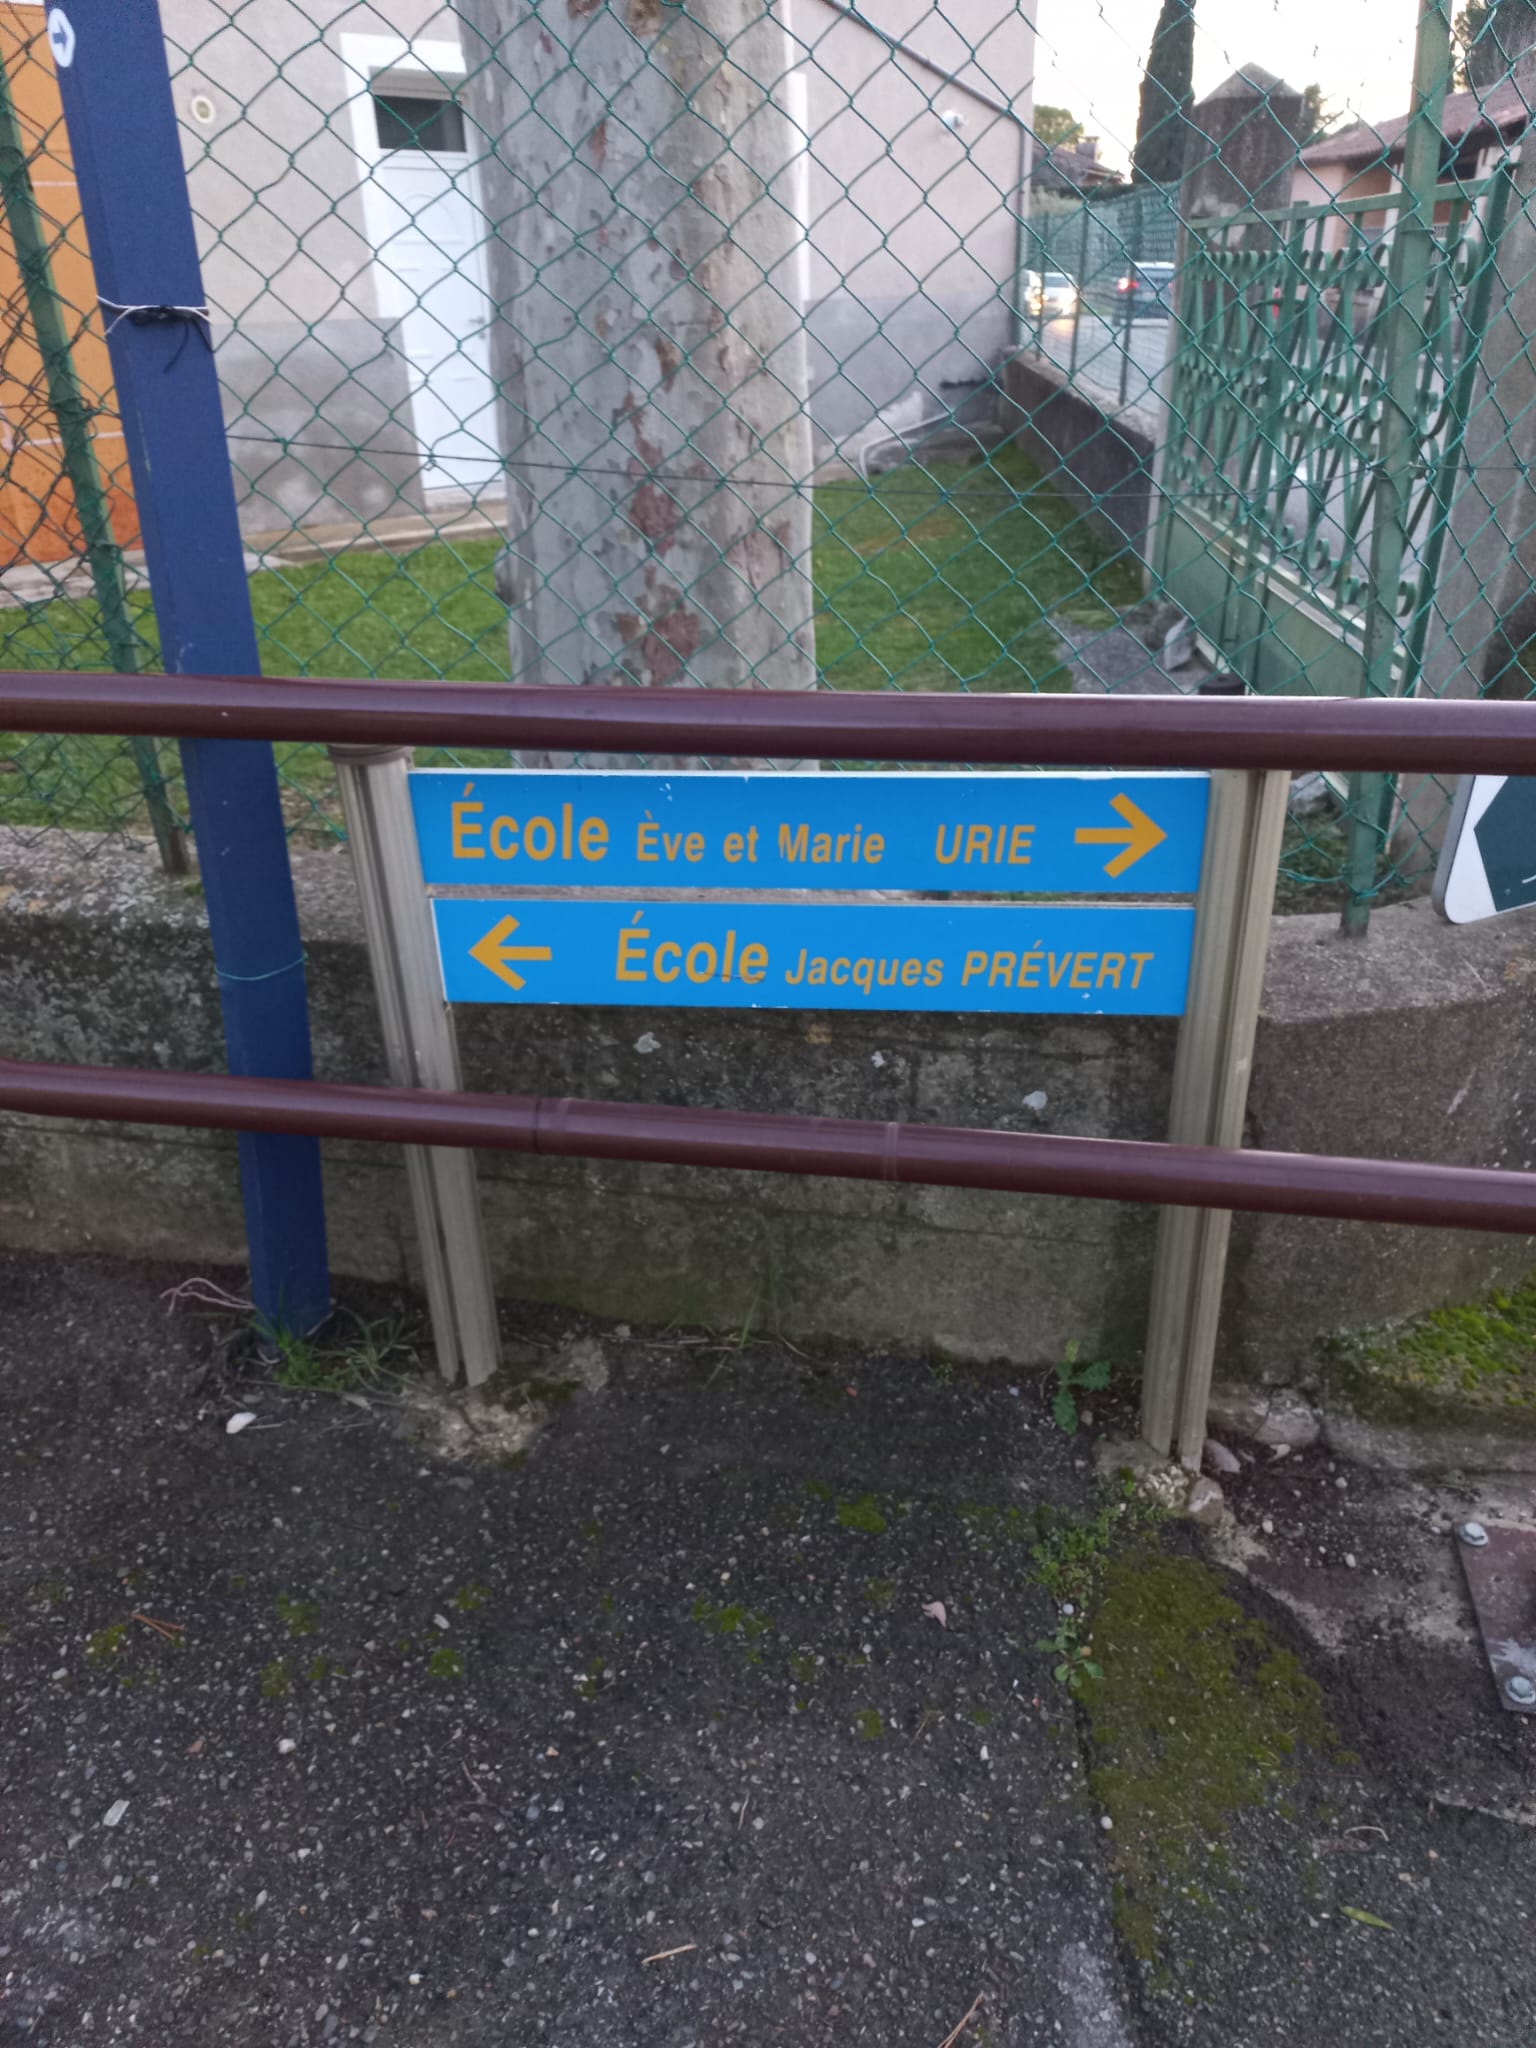 École Ève et Marie URIE
École Jacques PRÉVERT